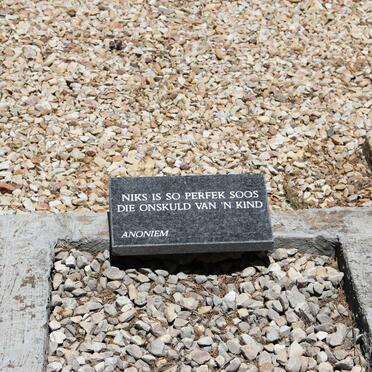 NIKS IS SO PERFEK SOOS
DIE ONSKULD VAN 'N KIND
ANONIEM